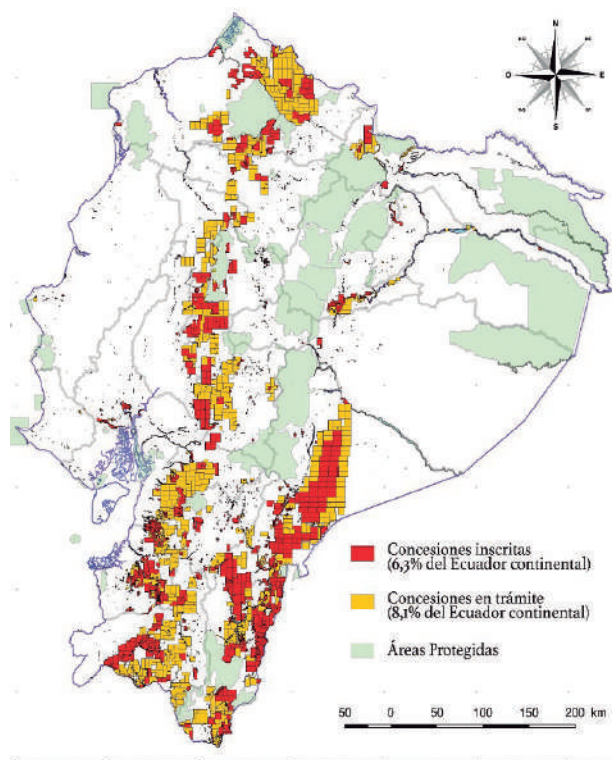 N
O
E
S
Concesiones inscritas
(6,3% del Ecuador continental)
Concesiones en trámite
(8,1% del Ecuador continental)
Áreas Protegidas
50 0 50 100 150 200 km